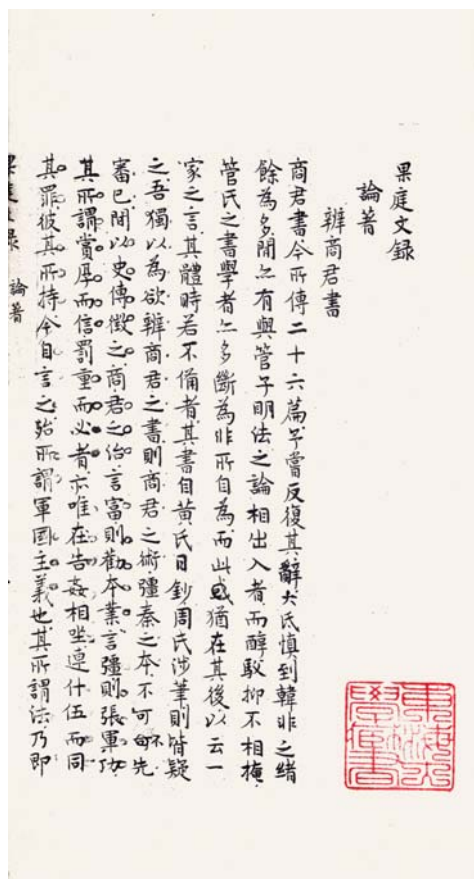 果庭文録
論著
辨商君書
商君書今所傳二十六篇予嘗反復其辭大氐慎到韓非之緒
餘為多閒亦有與管子明法之論相出入者而醇駁抑不相掩
管氏之書學者亦多斷為非所自為而此或猶在其後以云一
家之言其體時若不備者其書自黃氏日鈔周氏涉筆則皆疑
之吾獨以為欲辨商君之書則商君之術彊秦之本不可不先
審已間以史傳徵之商君之治言富則勸本業言彊則張軍功
其所謂賞厚而信罰重而必者亦唯在告姦相坐連什伍而同
其罪彼其所持今自言之殆所謂軍國主義也其所謂法乃即
果庭文録 論著
東海大學圖書